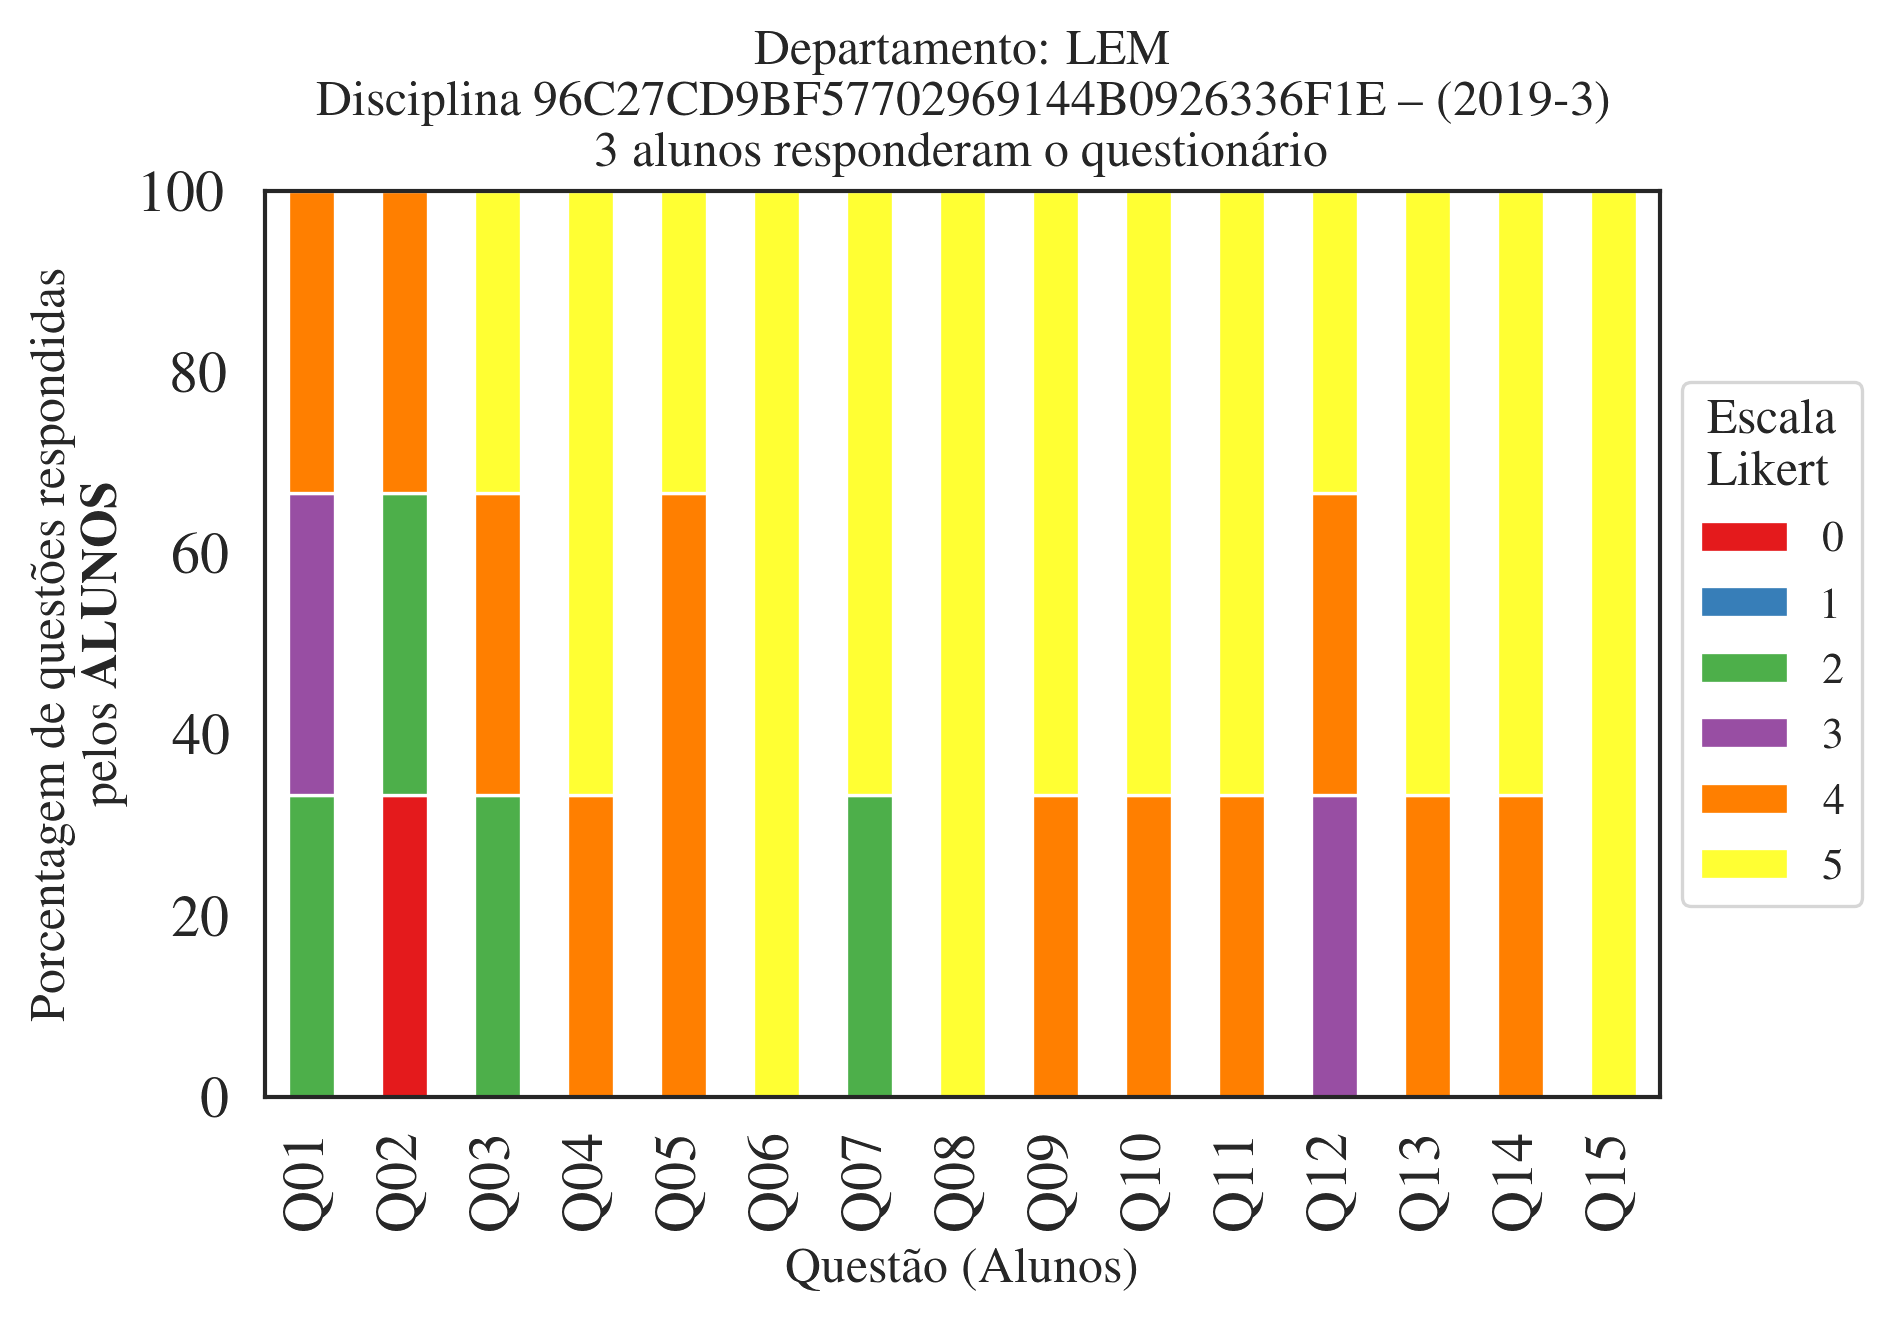 Departamento: LEM
Disciplina 96C27CD9BF57702969144B0926336F1E – (2019-3)
3 alunos responderam o questionário
Porcentagem de questões respondidas
pelos ALUNOS
100
80
60
40
20
0
Q01 Q02 Q03 Q04 Q05 Q06 Q07 Q08 Q09 Q10 Q11 Q12 Q13 Q14 Q15
Questão (Alunos)
Escala
Likert
0
1
2
3
4
5